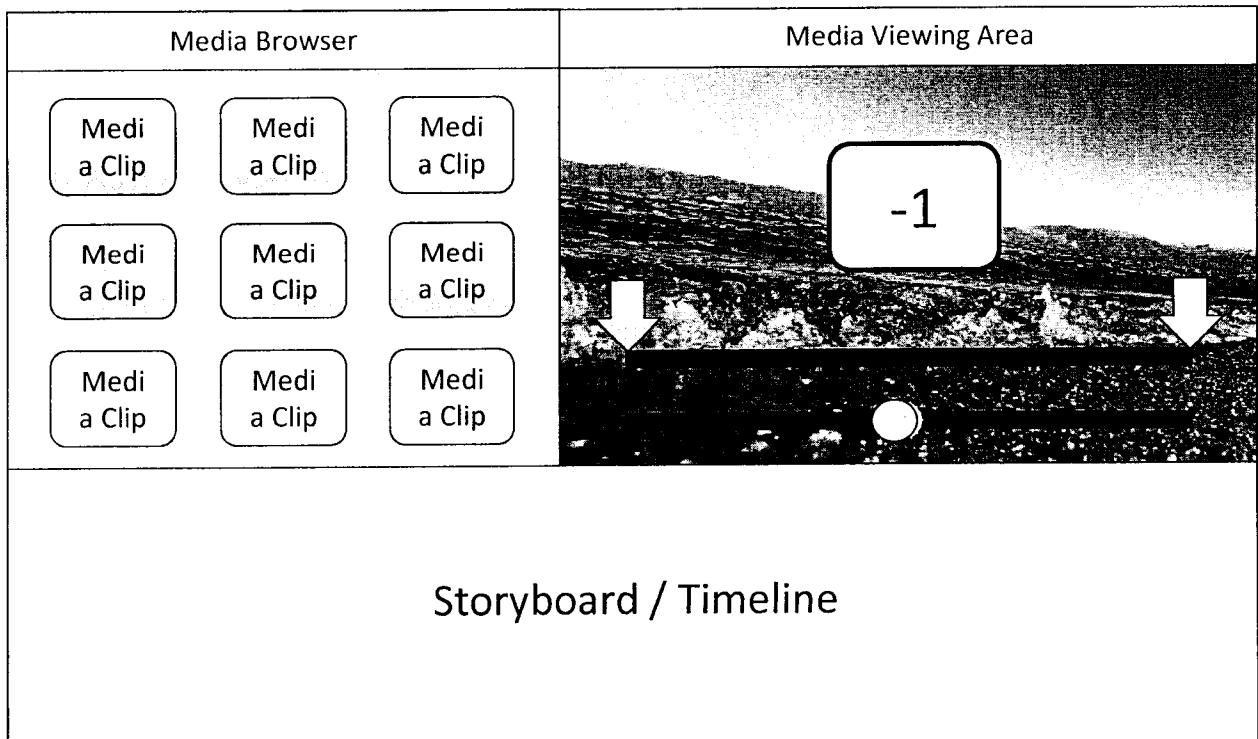 Media Browser
Media Viewing Area
Medi
a Clip
Medi
a Clip
Medi
a Clip
-1
Medi
a Clip
Medi
a Clip
Medi
a Clip
Medi
a Clip
Medi
a Clip
Medi
a Clip
Storyboard / Timeline